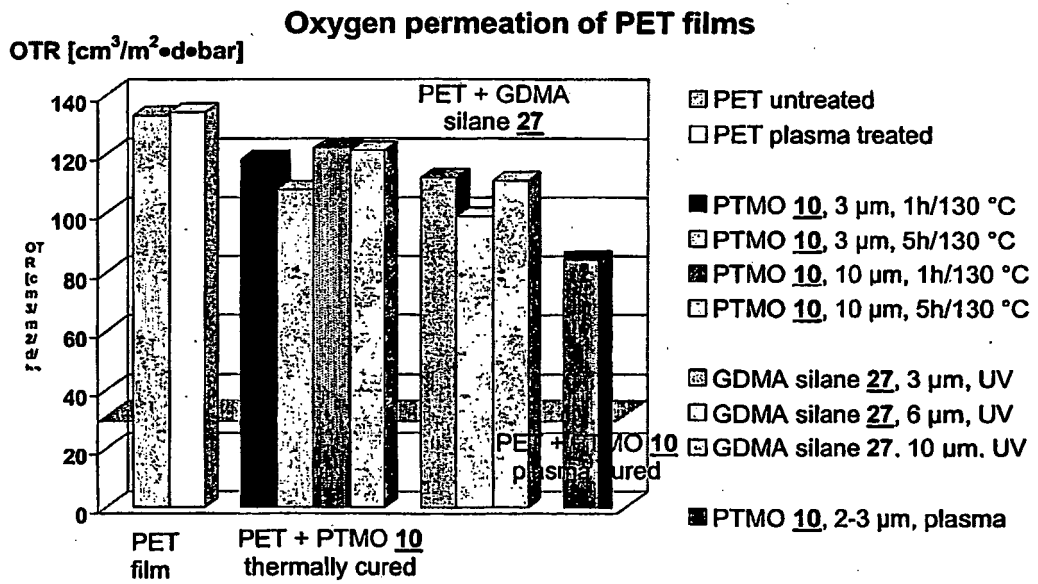 Oxygen permeation of PET films
OTR [cm³/m²•d•bar]
140
120
100
80
60
40
20
0
OT
R
[c
m
3/
m
2/
d/
PET + GDMA
silane 27
PET + PTMO 10
plasma cured
PET
film
PET + PTMO 10
thermally cured
PET untreated
PET plasma treated
PTMO 10, 3 µm, 1h/130 °C
PTMO 10, 3 µm, 5h/130 °C
PTMO 10, 10 µm, 1h/130 °C
PTMO 10, 10 µm, 5h/130 °C
GDMA silane 27, 3 µm, UV
GDMA silane 27, 6 µm, UV
GDMA silane 27. 10 µm. UV
PTMO 10, 2-3 µm, plasma